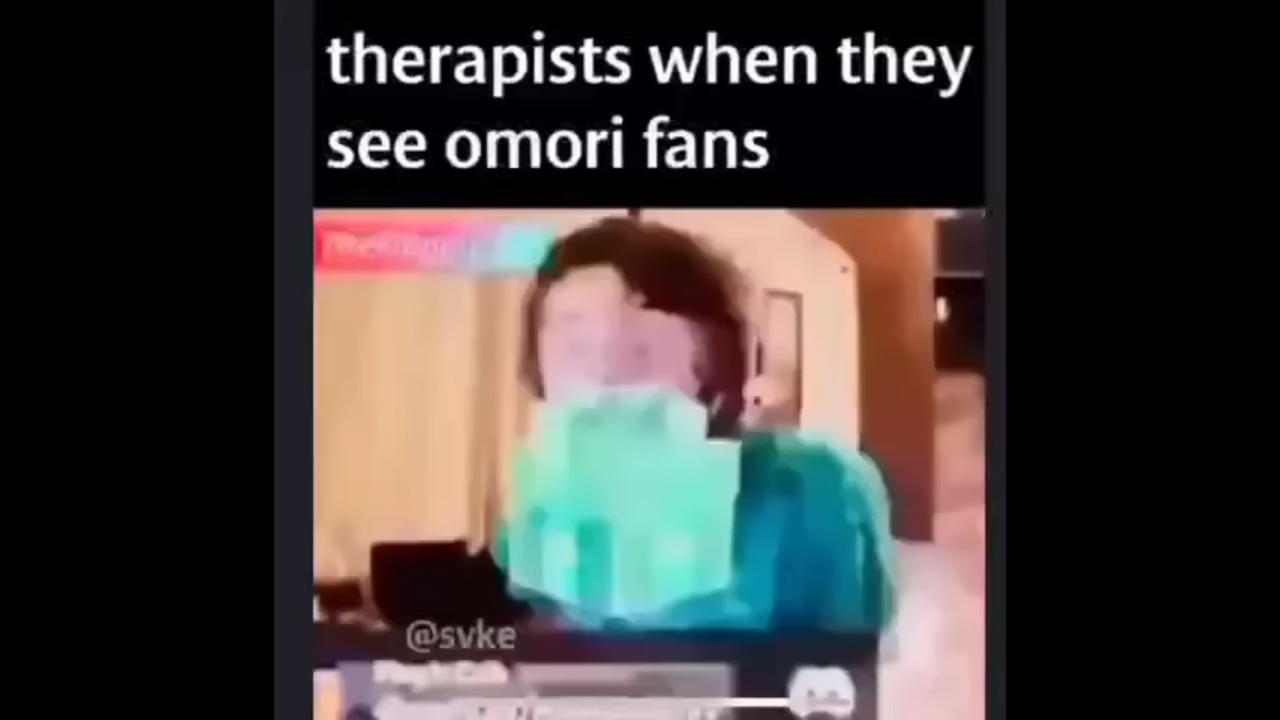 therapists when they
see omori fans
@svke